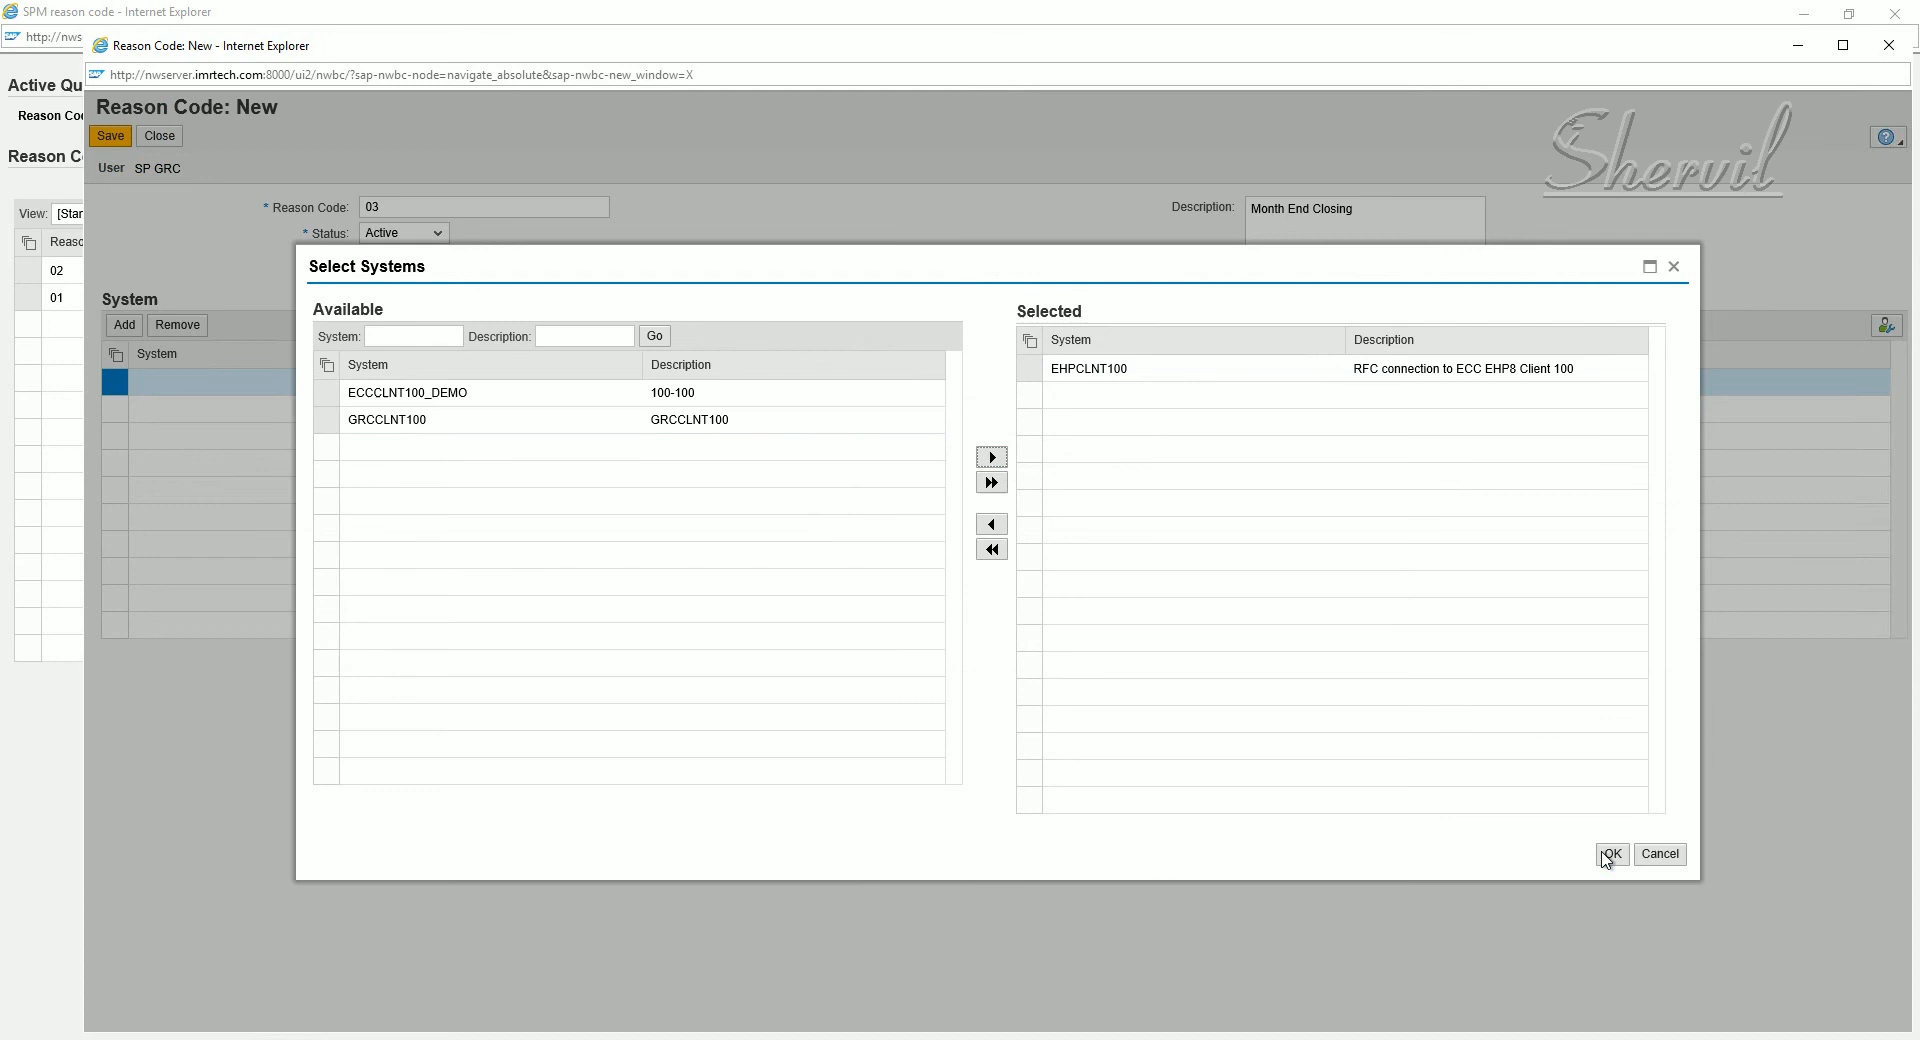 SPM reason code - Internet Explorer
http://nws
Reason Code: New - Internet Explorer
http://nwserver.imrtech.com:8000/ui2/nwbc/?sap-nwbc-node=navigate_absolute&sap-nwbc-new_window=X
Active Qu
Reason Cod
Reason C
View: [Star
Reaso
02
01
Reason Code: New
Save Close
User SP GRC
Shervil
* Reason Code: 03
* Status: Active
Description: Month End Closing
System
Add Remove
System
Select Systems
Available
System: Description: Go
System Description
ECCCLNT100_DEMO 100-100
GRCCLNT100 GRCCLNT100
Selected
System Description
EHPCLNT100 RFC connection to ECC EHP8 Client 100
OK Cancel